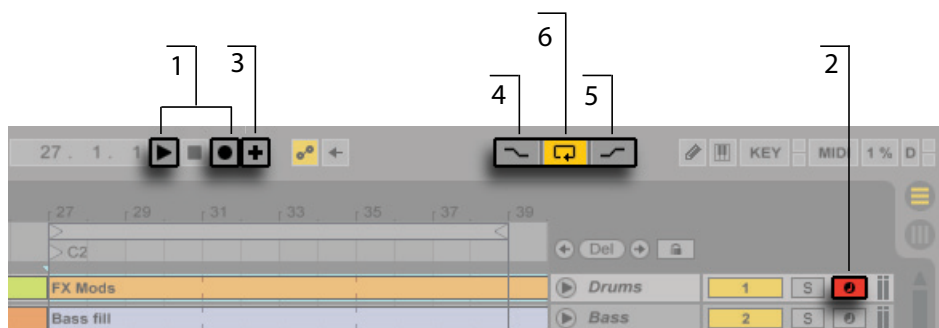 6
1 3 4 5 2
27. 1. 1 KEY MIDI 1 % D
27 29 31 33 35 37 39
C2 Del
FX Mods Drums 1 S
Bass fill Bass 2 S